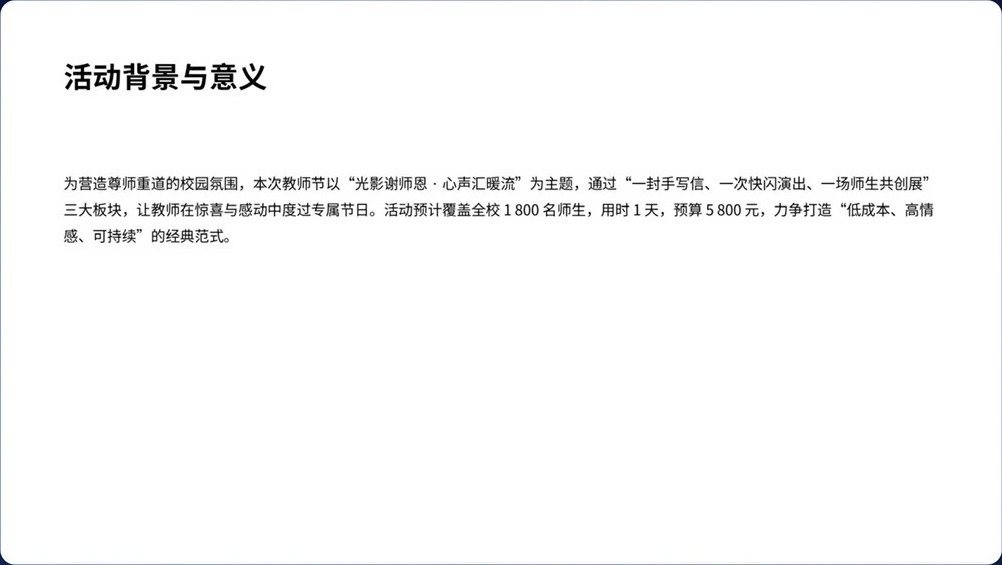 活动背景与意义
为营造尊师重道的校园氛围，本次教师节以“光影谢师恩 · 心声汇暖流”为主题，通过“一封手写信、一次快闪演出、一场师生共创展”
三大板块，让教师在惊喜与感动中度过专属节日。活动预计覆盖全校 1 800 名师生，用时 1 天，预算 5 800 元，力争打造“低成本、高情
感、可持续”的经典范式。